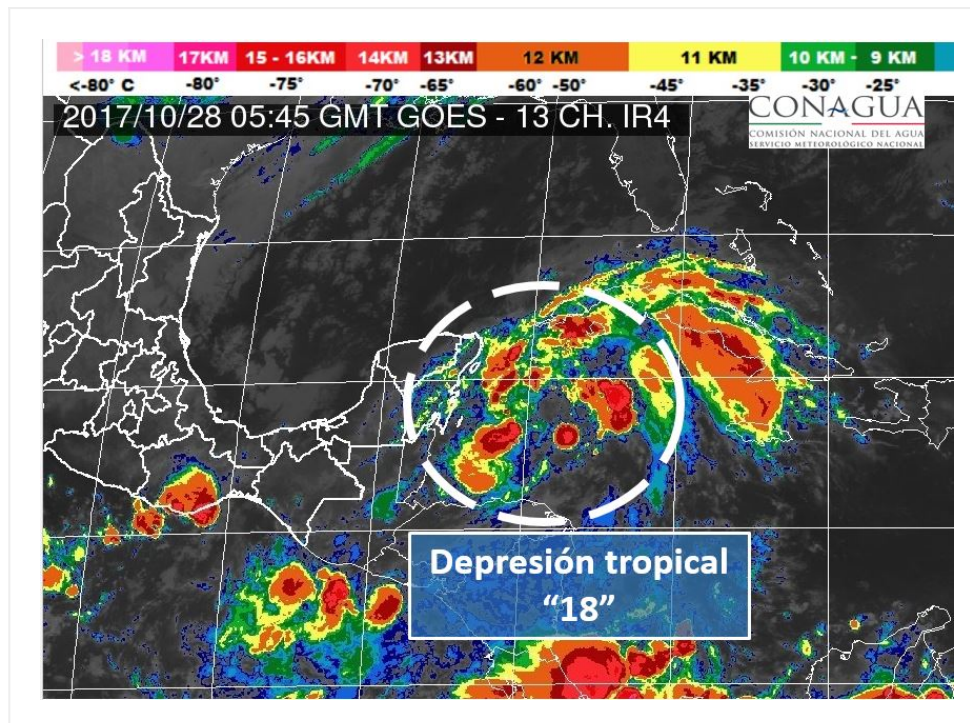 > 18 KM 17KM 15 - 16KM 14KM 13KM 12 KM 11 KM 10 KM - 9 KM
<-80° C -80° -75° -70° -65° -60° -50° -45° -35° -30° -25°
2017/10/28 05:45 GMT GOES - 13 CH. IR4
CONAGUA
COMISIÓN NACIONAL DEL AGUA
SERVICIO METEOROLÓGICO NACIONAL
Depresión tropical
“18”